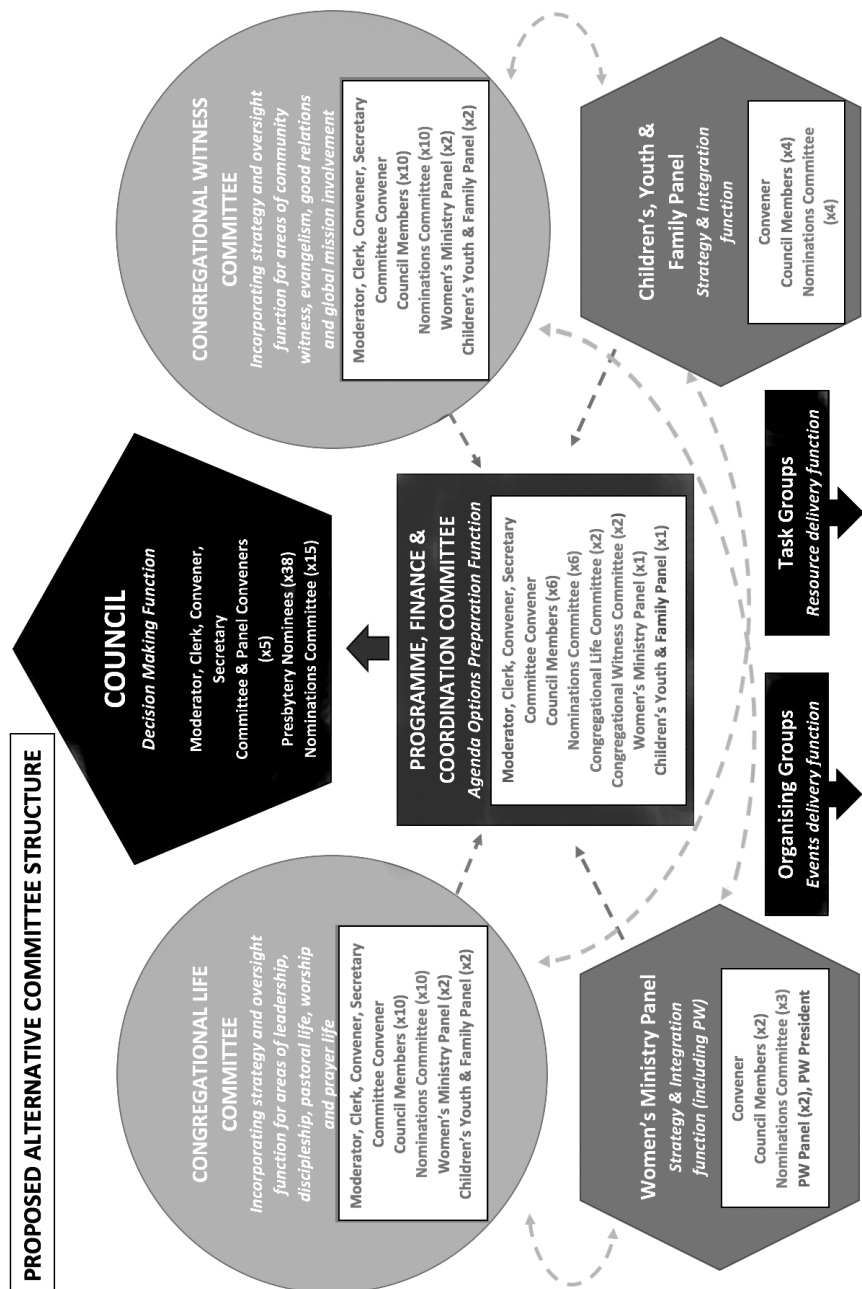 PROPOSED ALTERNATIVE COMMITTEE STRUCTURE
CONGREGATIONAL LIFE
COMMITTEE
Incorporating strategy and oversight
function for areas of leadership,
discipleship, pastoral life, worship
and prayer life
Moderator, Clerk, Convener, Secretary
Committee Convener
Council Members (x10)
Nominations Committee (x10)
Women's Ministry Panel (x2)
Children's Youth & Family Panel (x2)
COUNCIL
Decision Making Function
Moderator, Clerk, Convener,
Secretary
Committee & Panel Conveners
(x5)
Presbytery Nominees (x38)
Nominations Committee (x15)
CONGREGATIONAL WITNESS
COMMITTEE
Incorporating strategy and oversight
function for areas of community
witness, evangelism, good relations
and global mission involvement
Moderator, Clerk, Convener, Secretary
Committee Convener
Council Members (x10)
Nominations Committee (x10)
Women's Ministry Panel (x2)
Children's Youth & Family Panel (x2)
PROGRAMME, FINANCE &
COORDINATION COMMITTEE
Agenda Options Preparation Function
Moderator, Clerk, Convener, Secretary
Committee Convener
Council Members (x6)
Nominations Committee (x6)
Congregational Life Committee (x2)
Congregational Witness Committee (x2)
Women's Ministry Panel (x1)
Children's Youth & Family Panel (x1)
Women's Ministry Panel
Strategy & Integration
function (including PW)
Convener
Council Members (x2)
Nominations Committee (x3)
PW Panel (x2), PW President
Children's, Youth &
Family Panel
Strategy & Integration
function
Convener
Council Members (x4)
Nominations Committee
(x4)
Organising Groups
Events delivery function
Task Groups
Resource delivery function